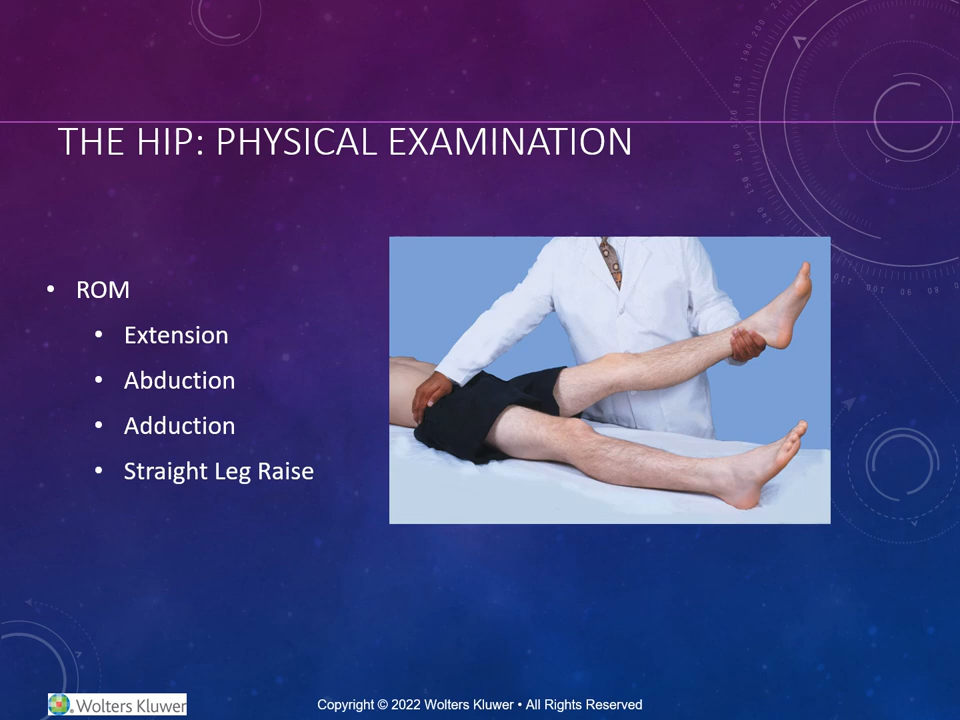 THE HIP: PHYSICAL EXAMINATION
• ROM
• Extension
• Abduction
• Adduction
• Straight Leg Raise
Wolters Kluwer
Copyright © 2022 Wolters Kluwer • All Rights Reserved